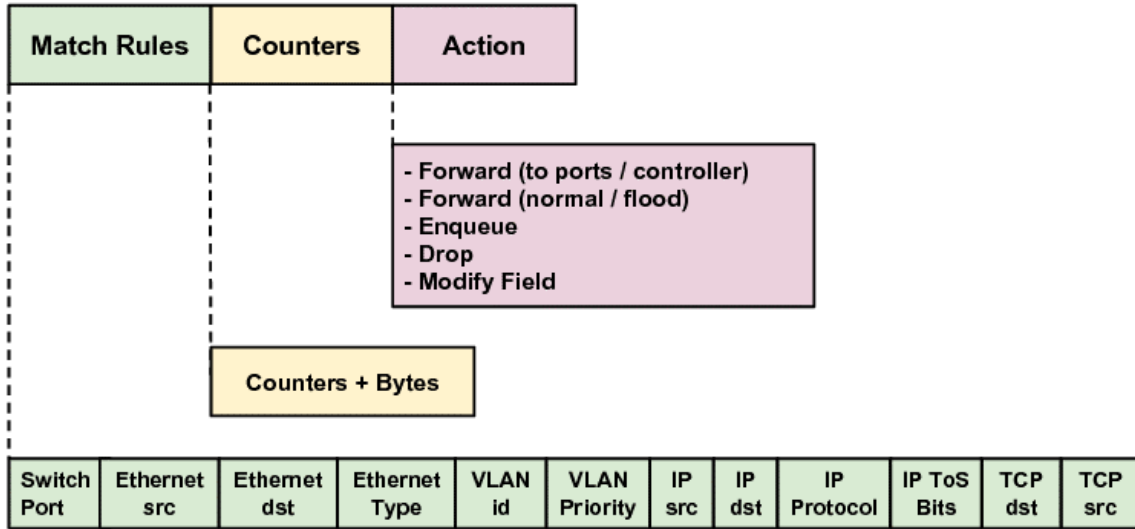 Match Rules
Counters
Action
- Forward (to ports / controller)
- Forward (normal / flood)
- Enqueue
- Drop
- Modify Field
Counters + Bytes
Switch
Port
Ethernet
src
Ethernet
dst
Ethernet
Type
VLAN
id
VLAN
Priority
IP
src
IP
dst
IP
Protocol
IP ToS
Bits
TCP
dst
TCP
src